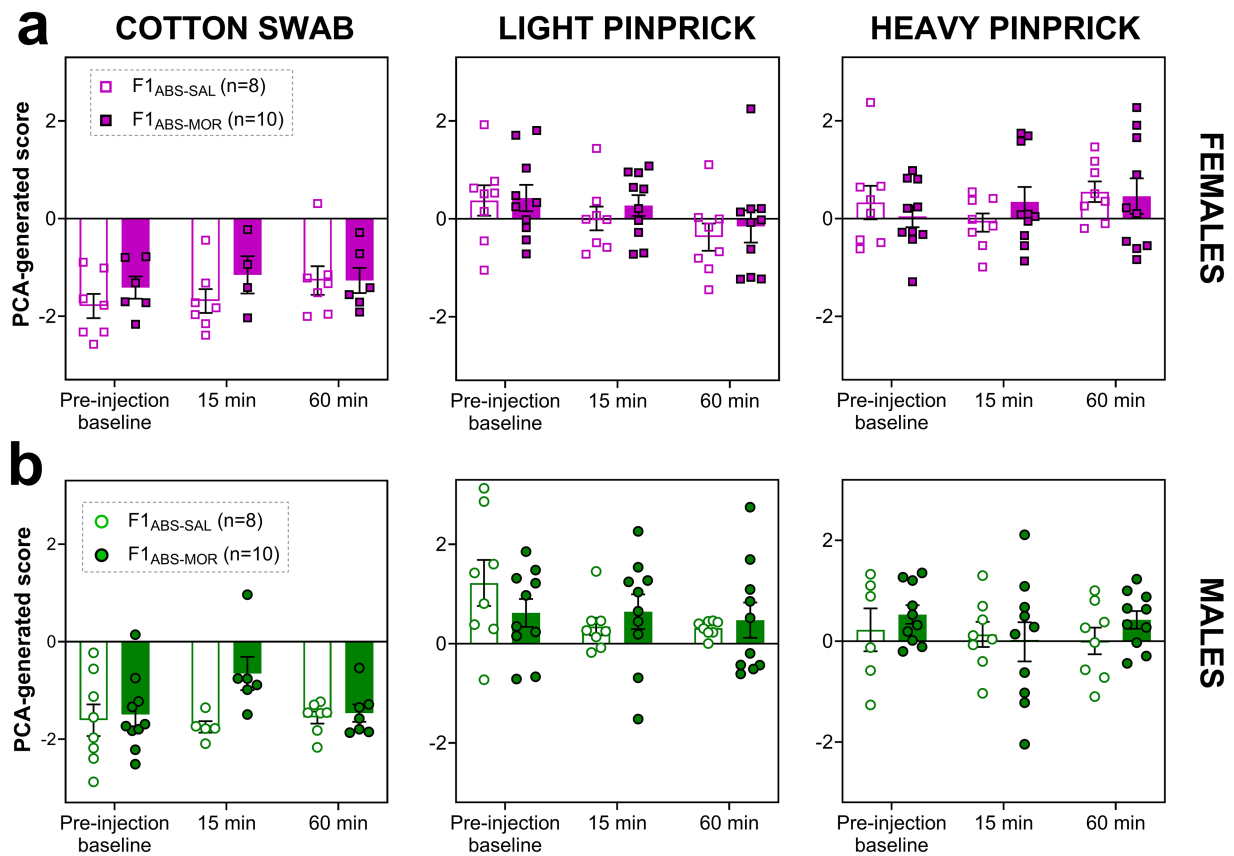 a
COTTON SWAB
LIGHT PINPRICK
HEAVY PINPRICK
PCA-generated score
2
0
-2
F1ABS-SAL (n=8)
F1ABS-MOR (n=10)
Pre-injection
baseline
15 min
60 min
2
0
-2
Pre-injection
baseline
15 min
60 min
2
0
-2
Pre-injection
baseline
15 min
60 min
FEMALES
b
PCA-generated score
2
0
-2
F1ABS-SAL (n=8)
F1ABS-MOR (n=10)
Pre-injection
baseline
15 min
60 min
2
0
-2
Pre-injection
baseline
15 min
60 min
2
0
-2
Pre-injection
baseline
15 min
60 min
MALES